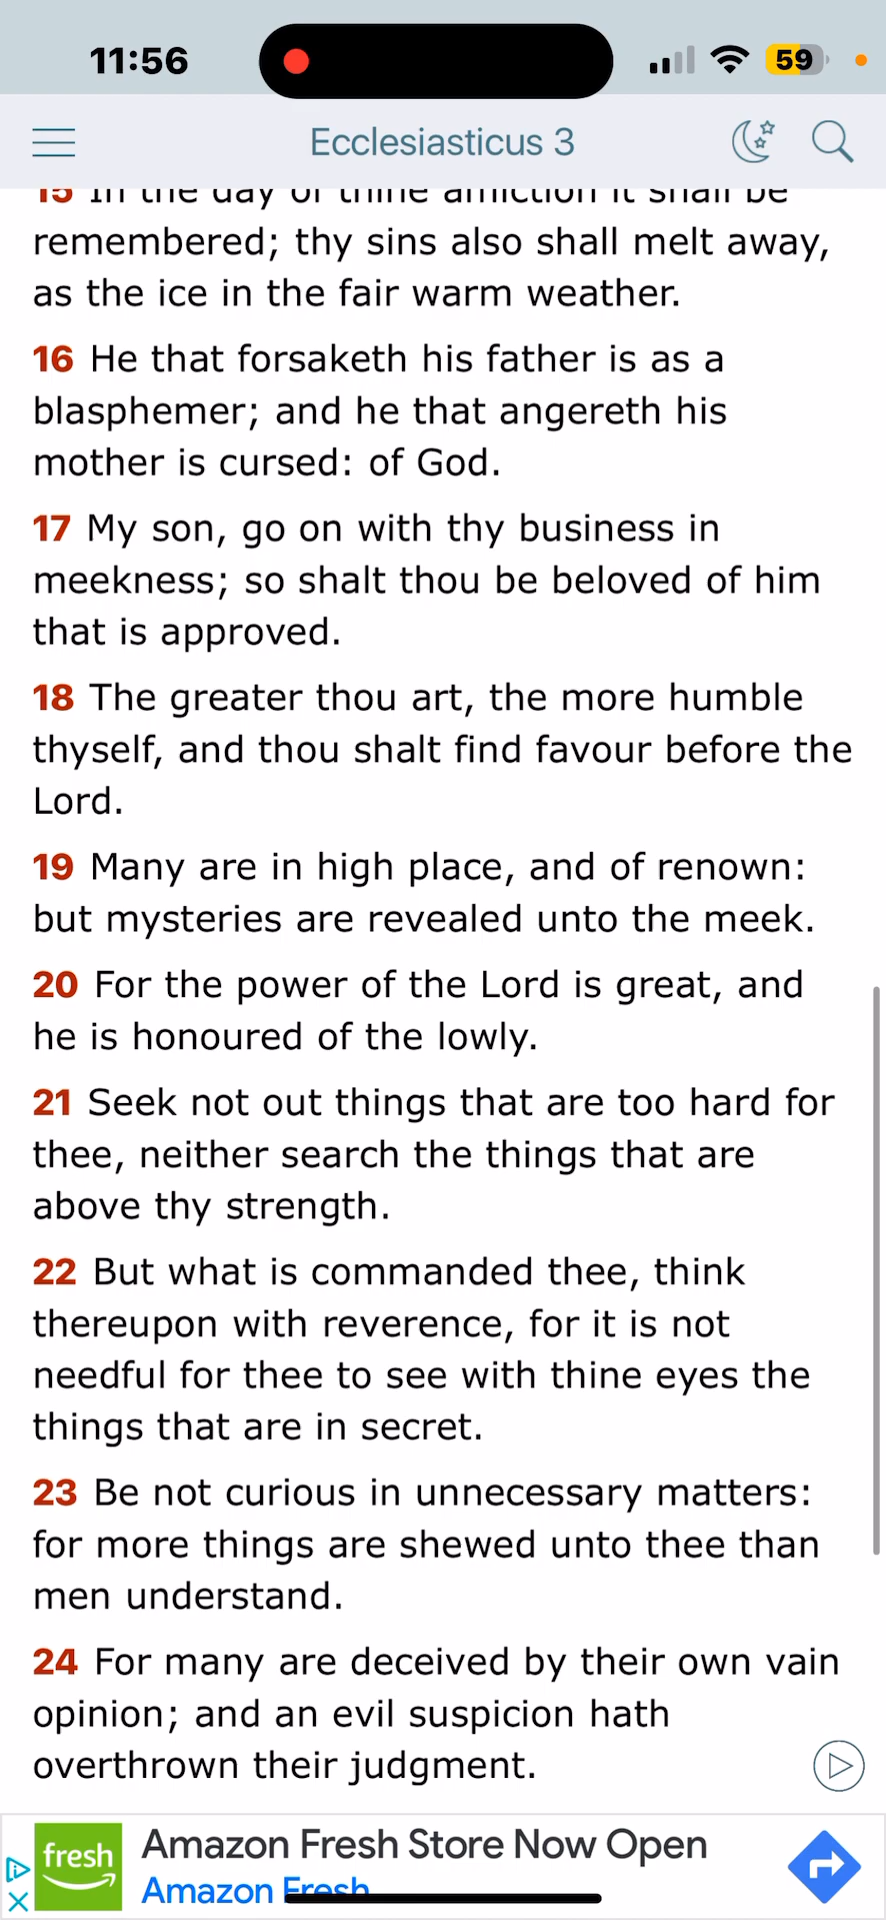 11:56
59
Ecclesiasticus 3
15 In the day of thine affliction it shall be
remembered; thy sins also shall melt away,
as the ice in the fair warm weather.
16 He that forsaketh his father is as a
blasphemer; and he that angereth his
mother is cursed: of God.
17 My son, go on with thy business in
meekness; so shalt thou be beloved of him
that is approved.
18 The greater thou art, the more humble
thyself, and thou shalt find favour before the
Lord.
19 Many are in high place, and of renown:
but mysteries are revealed unto the meek.
20 For the power of the Lord is great, and
he is honoured of the lowly.
21 Seek not out things that are too hard for
thee, neither search the things that are
above thy strength.
22 But what is commanded thee, think
thereupon with reverence, for it is not
needful for thee to see with thine eyes the
things that are in secret.
23 Be not curious in unnecessary matters:
for more things are shewed unto thee than
men understand.
24 For many are deceived by their own vain
opinion; and an evil suspicion hath
overthrown their judgment.
fresh
Amazon Fresh Store Now Open
Amazon Fresh